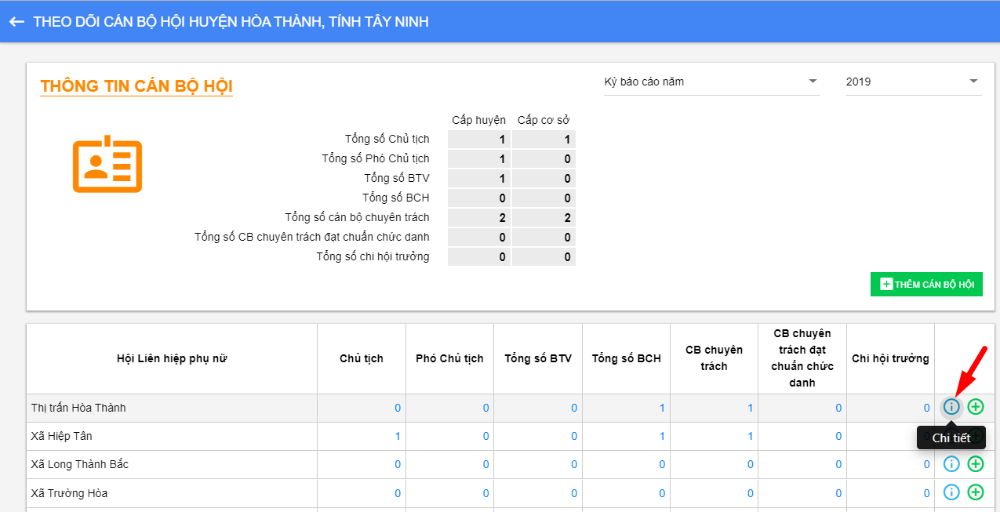 THEO DÕI CÁN BỘ HỘI HUYỆN HÒA THÀNH, TỈNH TÂY NINH
THÔNG TIN CÁN BỘ HỘI
Kỳ báo cáo năm 2019
Cấp huyện Cấp cơ sở
Tổng số Chủ tịch 1 1
Tổng số Phó Chủ tịch 1 0
Tổng số BTV 1 0
Tổng số BCH 0 0
Tổng số cán bộ chuyên trách 2 2
Tổng số CB chuyên trách đạt chuẩn chức danh 0 0
Tổng số chi hội trưởng 0 0
THÊM CÁN BỘ HỘI
Hội Liên hiệp phụ nữ
Chủ tịch
Phó Chủ tịch
Tổng số BTV
Tổng số BCH
CB chuyên
trách
CB chuyên
trách đạt
chuẩn chức
danh
Chi hội trưởng
Thị trấn Hòa Thành 0 0 0 1 1 0 0
Xã Hiệp Tân 1 0 0 1 1 0 0
Chi tiết
Xã Long Thành Bắc 0 0 0 0 0 0 0
Xã Trường Hòa 0 0 0 0 0 0 0